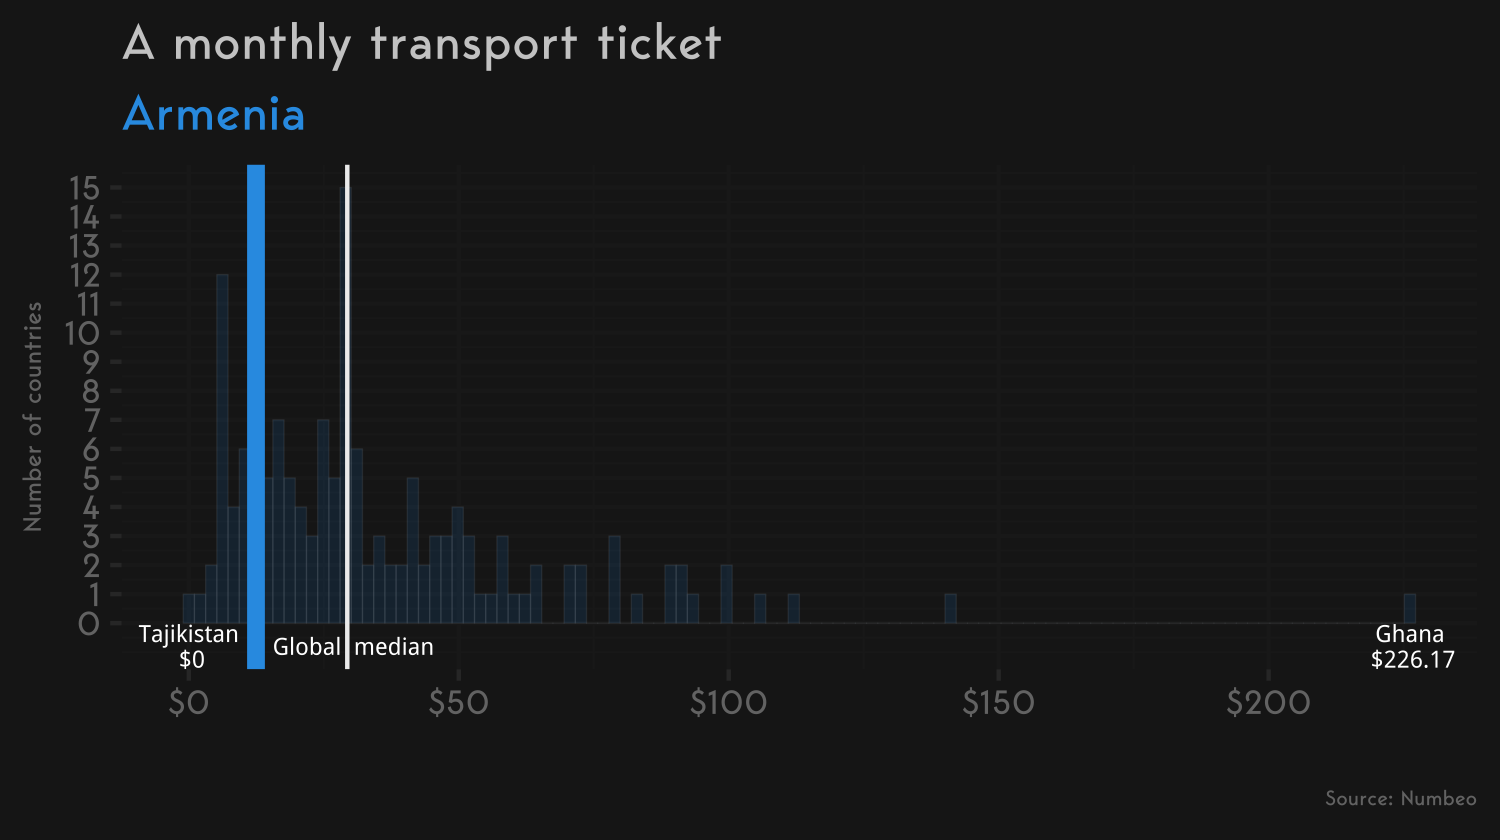 A monthly transport ticket
Armenia
Number of countries
15
14
13
12
11
10
9
8
7
6
5
4
3
2
1
0
Tajikistan
$0
Global median
Ghana
$226.17
$0 $50 $100 $150 $200
Source: Numbeo